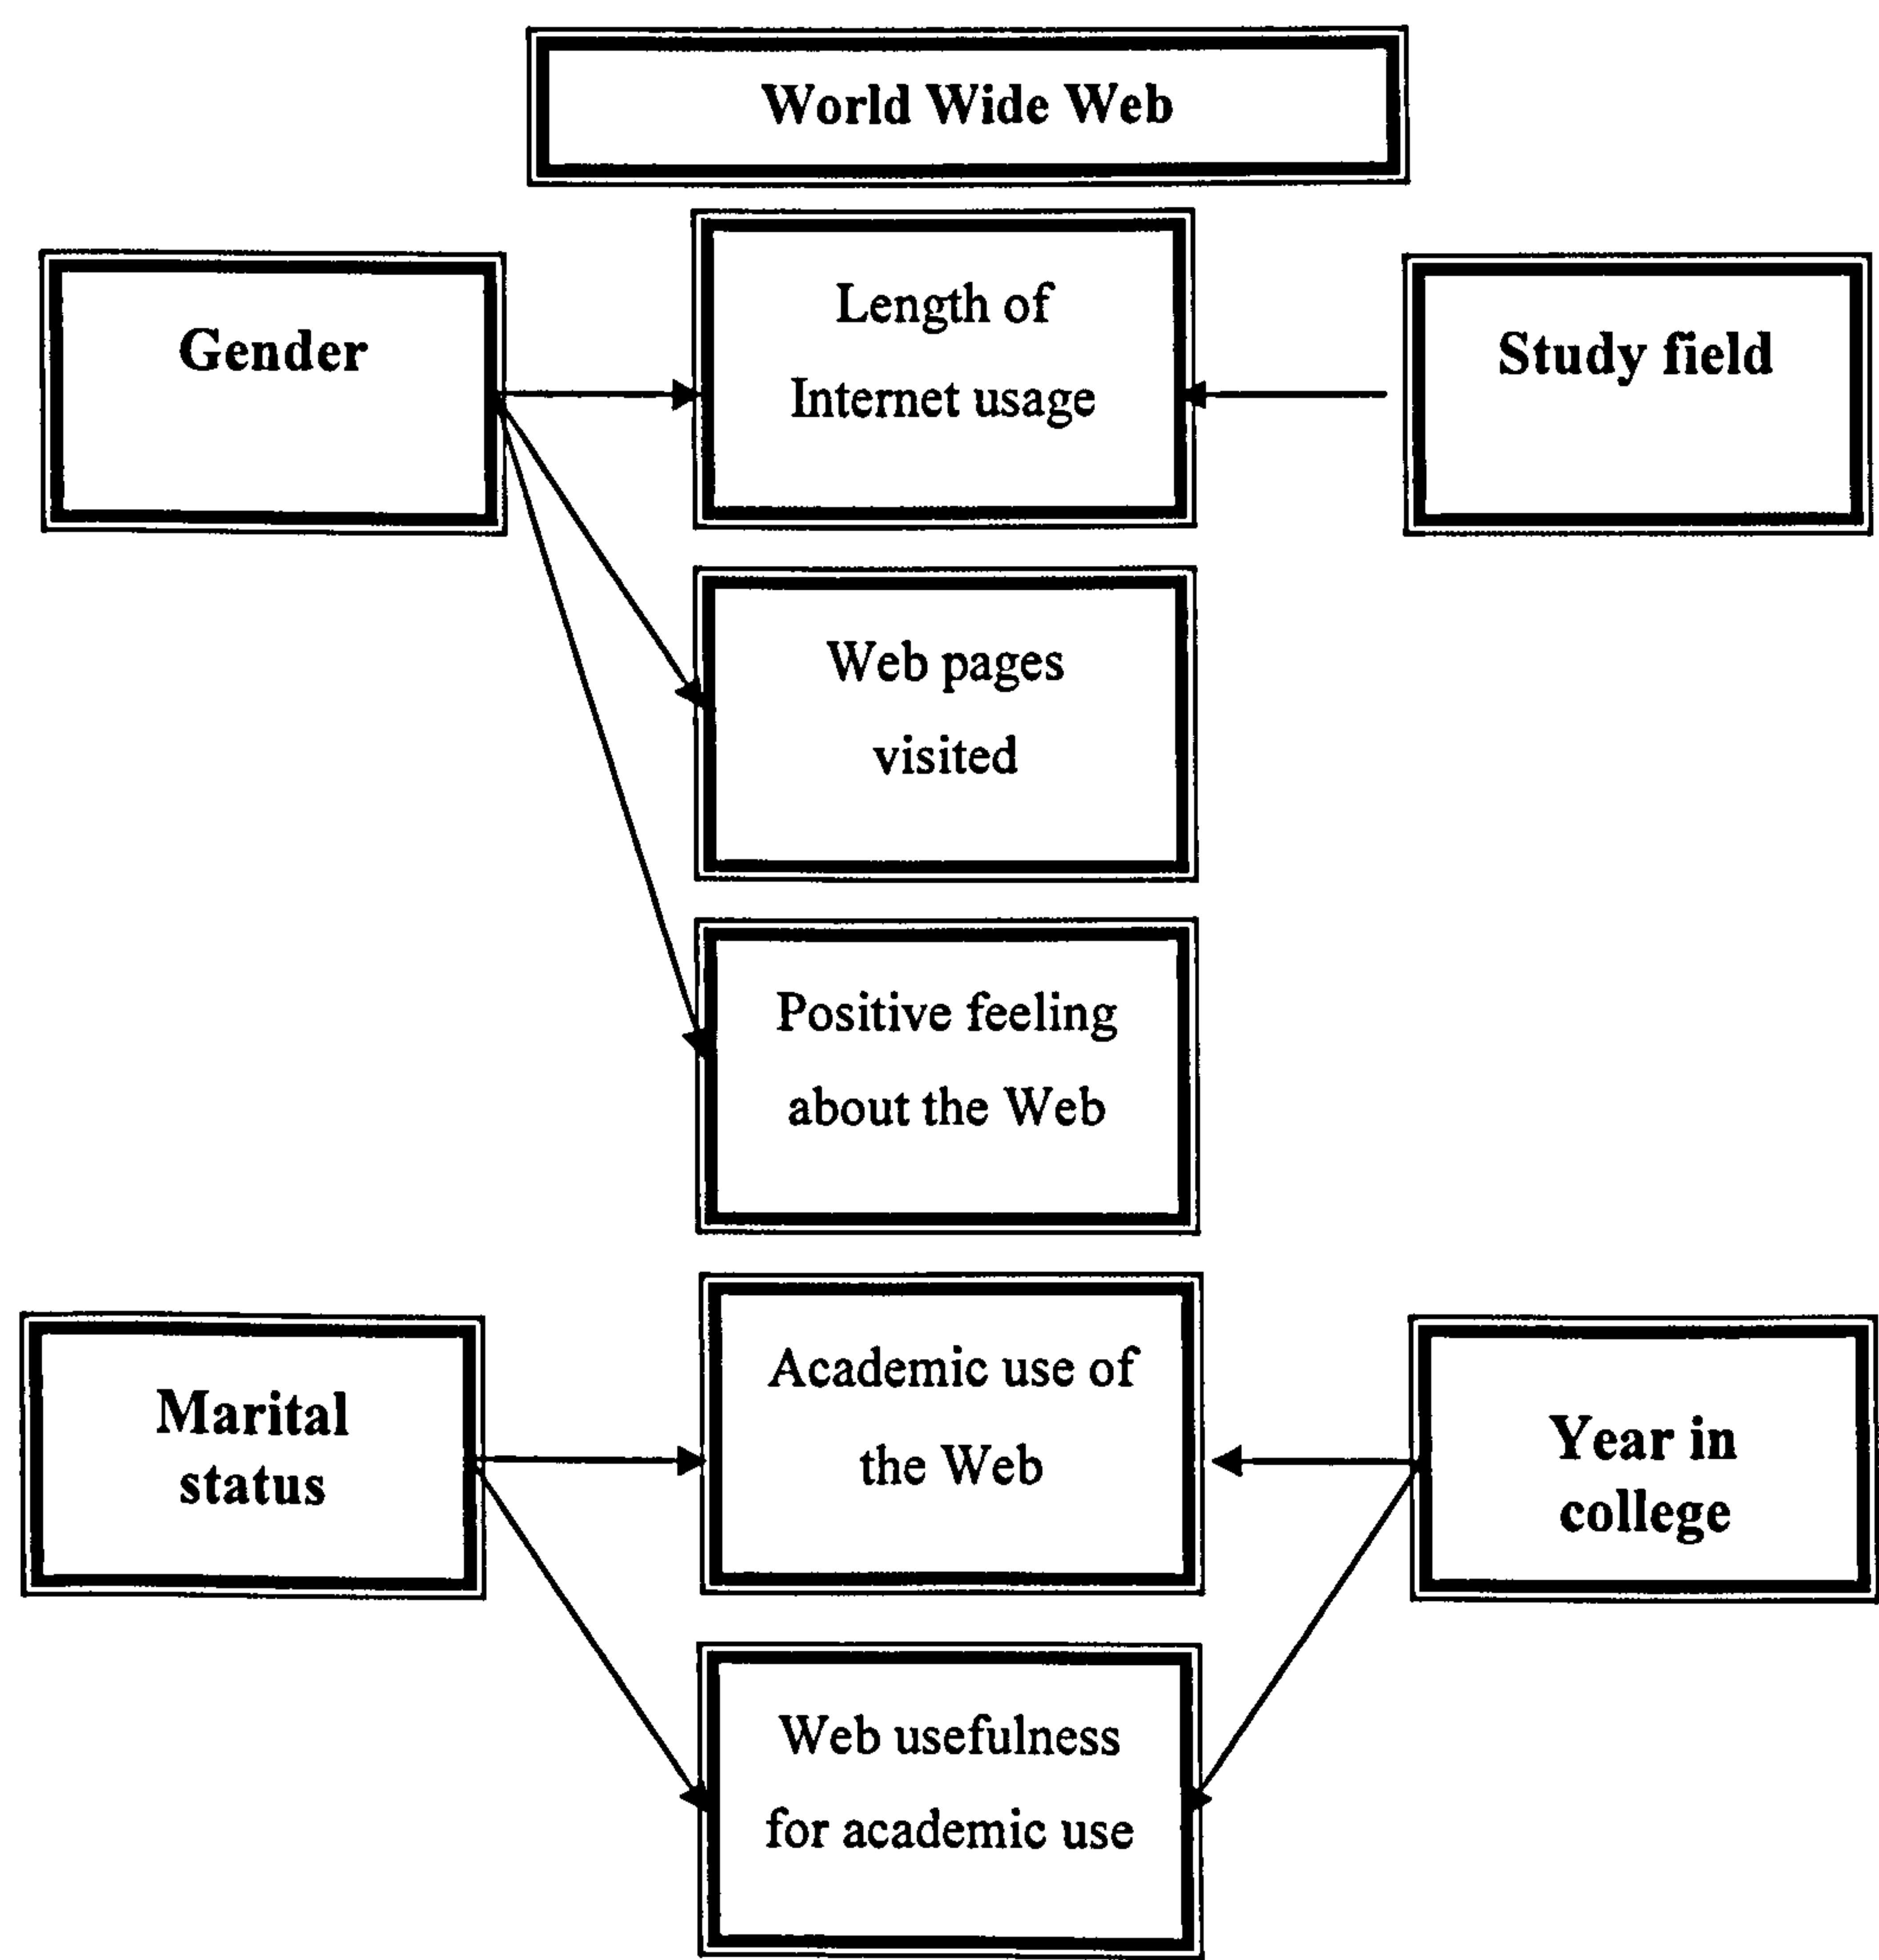 World Wide Web
Gender
Length of
Internet usage
Study field
Web pages
visited
Positive feeling
about the Web
Marital
status
Academic use of
the Web
Year in
college
Web usefulness
for academic use